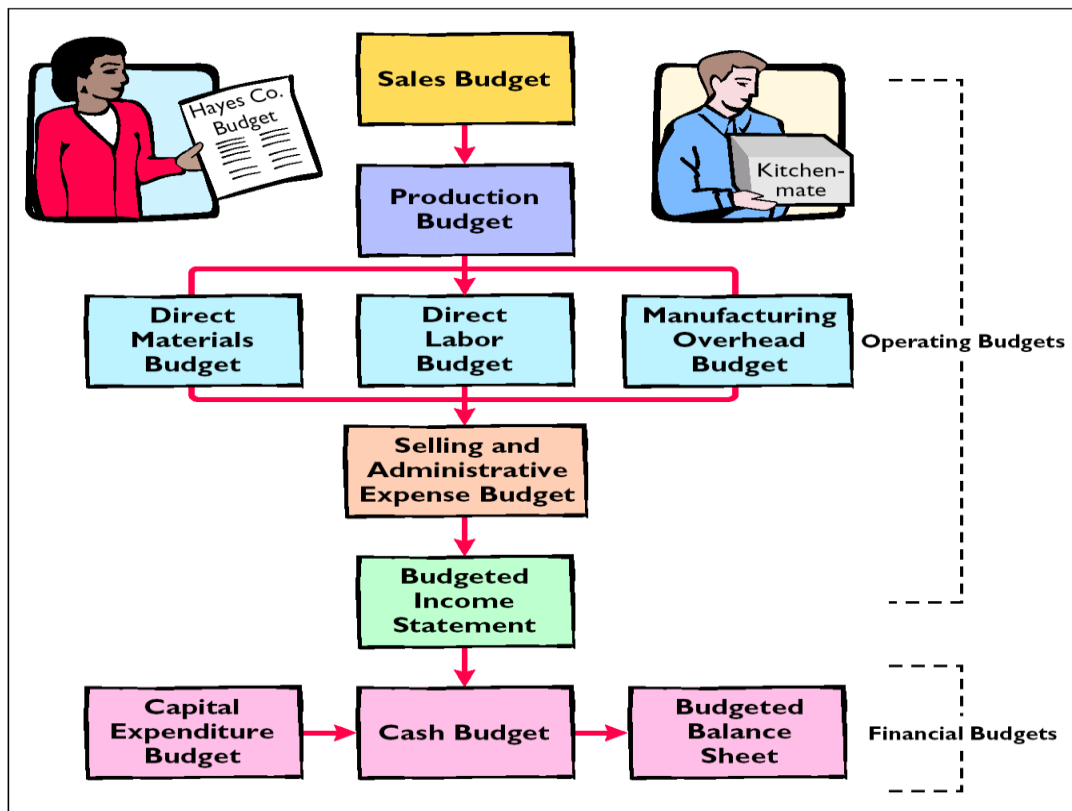 Sales Budget
Hayes Co.
Budget
Kitchen-
mate
Production
Budget
Direct
Materials
Budget
Direct
Labor
Budget
Manufacturing
Overhead
Budget
Operating Budgets
Selling and
Administrative
Expense Budget
Budgeted
Income
Statement
Capital
Expenditure
Budget
Cash Budget
Budgeted
Balance
Sheet
Financial Budgets